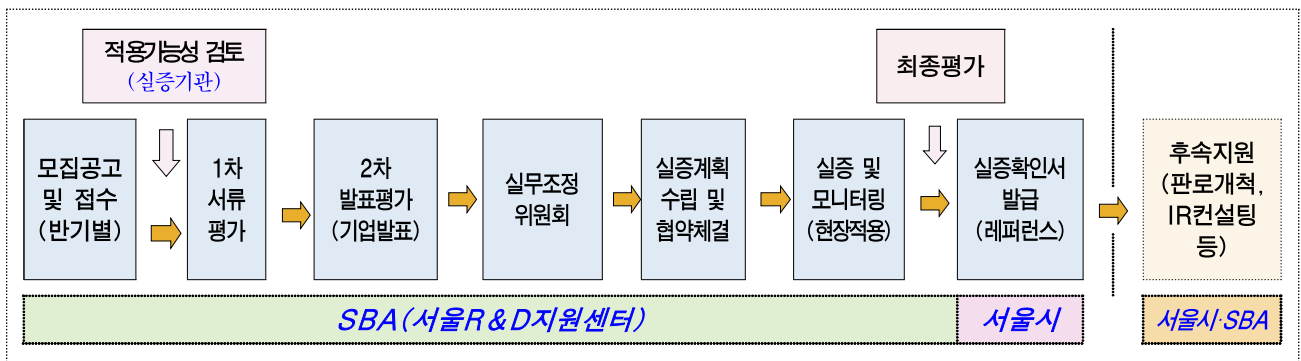 적용가능성 검토
(실증기관)
최종평가
모집공고
및 접수
(반기별)
1차
서류
평가
2차
발표평가
(기업발표)
실무조정
위원회
실증계획
수립 및
협약체결
실증 및
모니터링
(현장적용)
실증확인서
발급
(레퍼런스)
후속지원
(판로개척,
IR컨설팅
등)
SBA(서울R&D지원센터)
서울시
서울시·SBA